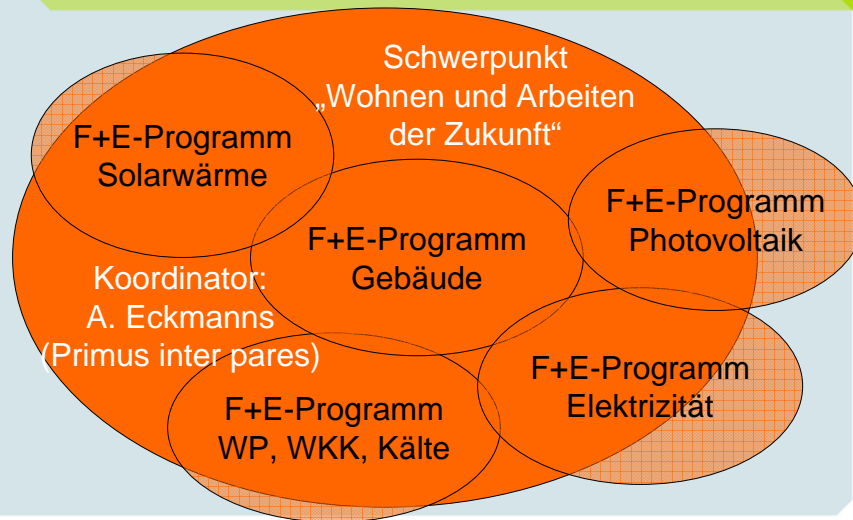 Schwerpunkt
„Wohnen und Arbeiten
der Zukunft“
F+E-Programm
Solarwärme
F+E-Programm
Photovoltaik
F+E-Programm
Gebäude
Koordinator:
A. Eckmanns
(Primus inter pares)
F+E-Programm
Elektrizität
F+E-Programm
WP, WKK, Kälte